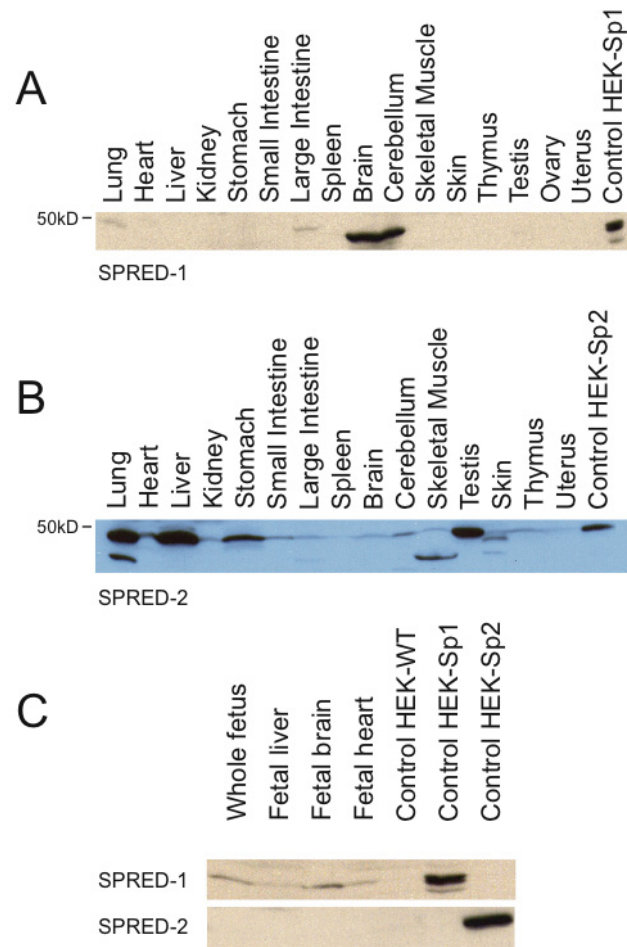 A
Lung
Heart
Liver
Kidney
Stomach
Small Intestine
Large Intestine
Spleen
Brain
Cerebellum
Skeletal Muscle
Skin
Thymus
Testis
Ovary
Uterus
Control HEK-Sp1
50kD
SPRED-1
B
Lung
Heart
Liver
Kidney
Stomach
Small Intestine
Large Intestine
Spleen
Brain
Cerebellum
Skeletal Muscle
Testis
Skin
Thymus
Uterus
Control HEK-Sp2
50kD
SPRED-2
C
Whole fetus
Fetal liver
Fetal brain
Fetal heart
Control HEK-WT
Control HEK-Sp1
Control HEK-Sp2
SPRED-1
SPRED-2